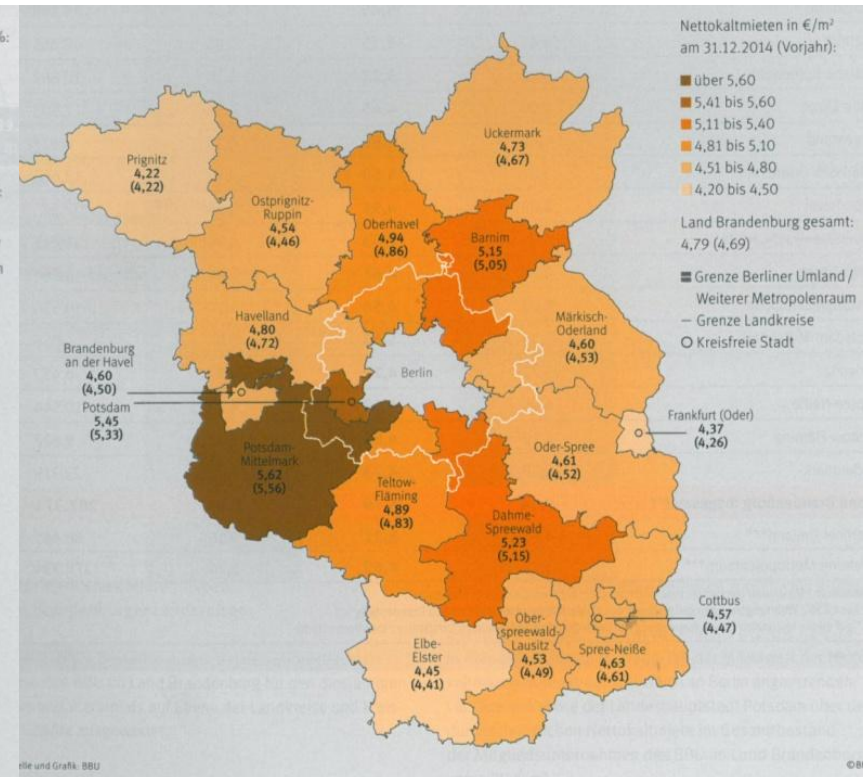 %:
Nettokaltmieten in €/m²
am 31.12.2014 (Vorjahr):
über 5,60
5,41 bis 5,60
5,11 bis 5,40
4,81 bis 5,10
4,51 bis 4,80
4,20 bis 4,50
Land Brandenburg gesamt:
4,79 (4,69)
Grenze Berliner Umland /
Weiterer Metropolenraum
Grenze Landkreise
Kreisfreie Stadt
Uckermark
4,73
(4,67)
Prignitz
4,22
(4,22)
Ostprignitz-
Ruppin
4,54
(4,46)
Oberhavel
4,94
(4,86)
Barnim
5,15
(5,05)
Havelland
4,80
(4,72)
Märkisch-
Oderland
4,60
(4,53)
Brandenburg
an der Havel
4,60
(4,50)
Berlin
Potsdam
5,45
(5,33)
Frankfurt (Oder)
4,37
(4,26)
Potsdam-
Mittelmark
5,62
(5,56)
Oder-Spree
4,61
(4,52)
Teltow-
Fläming
4,89
(4,83)
Dahme-
Spreewald
5,23
(5,15)
Cottbus
4,57
(4,47)
Elbe-
Elster
4,45
(4,41)
Ober-
spreewald-
Lausitz
4,53
(4,49)
Spree-Neiße
4,63
(4,61)
elle und Grafik: BBU